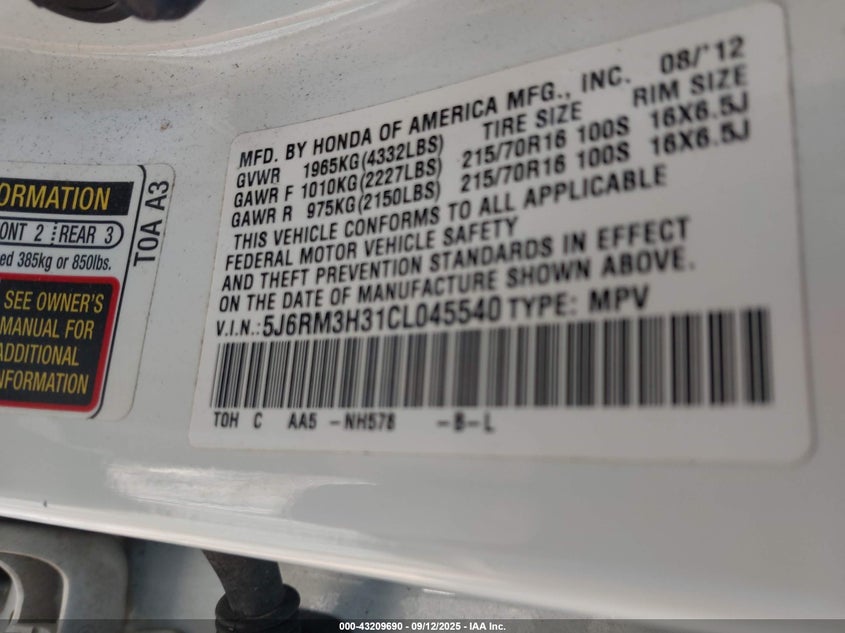 MFD. BY HONDA OF AMERICA MFG., INC. 08/'12
GVWR 1965KG(4332LBS) TIRE SIZE RIM SIZE
GAWR F 1010KG(2227LBS) 215/70R16 100S 16X6.5J
GAWR R 975KG(2150LBS) 215/70R16 100S 16X6.5J
THIS VEHICLE CONFORMS TO ALL APPLICABLE
FEDERAL MOTOR VEHICLE SAFETY
AND THEFT PREVENTION STANDARDS IN EFFECT
ON THE DATE OF MANUFACTURE SHOWN ABOVE.
V.I.N.:5J6RM3H31CL045540 TYPE: MPV
TOH C AA5 -NH578 -B-L
ORMATION
ONT 2 REAR 3
ed 385kg or 850lbs.
SEE OWNER'S
MANUAL FOR
ADDITIONAL
NFORMATION
T0A A3
000-43209690 - 09/12/2025 - IAA Inc.